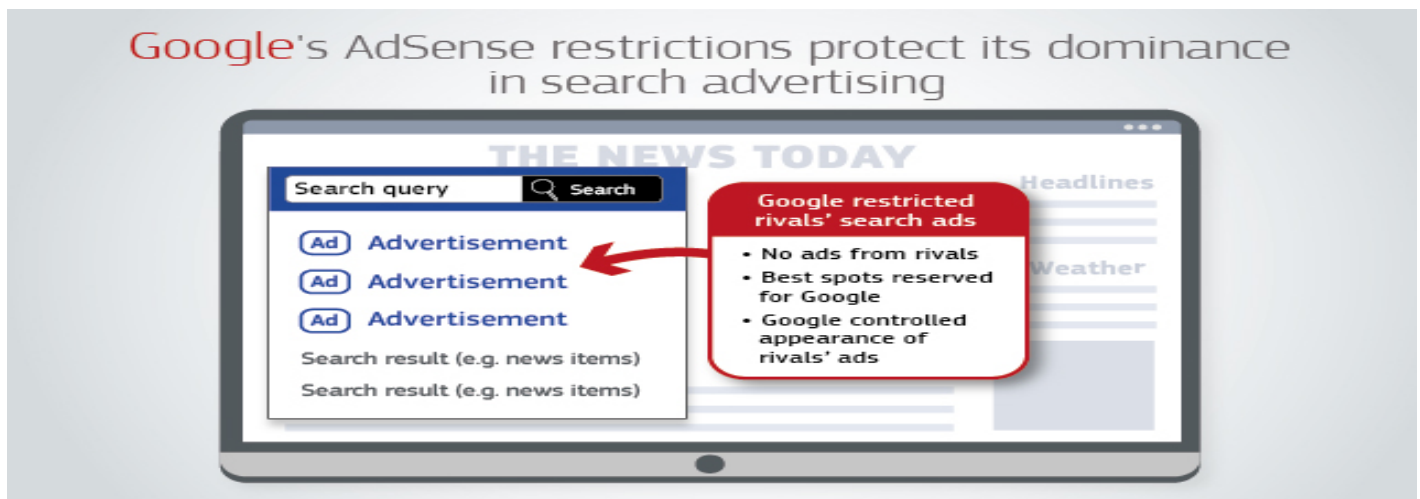 Google's AdSense restrictions protect its dominance
in search advertising
THE NEWS TODAY
Search query
Search
Headlines
Google restricted
rivals' search ads
Ad Advertisement
• No ads from rivals
Ad Advertisement
• Best spots reserved
for Google
Weather
Ad Advertisement
• Google controlled
appearance of
rivals' ads
Search result (e.g. news items)
Search result (e.g. news items)